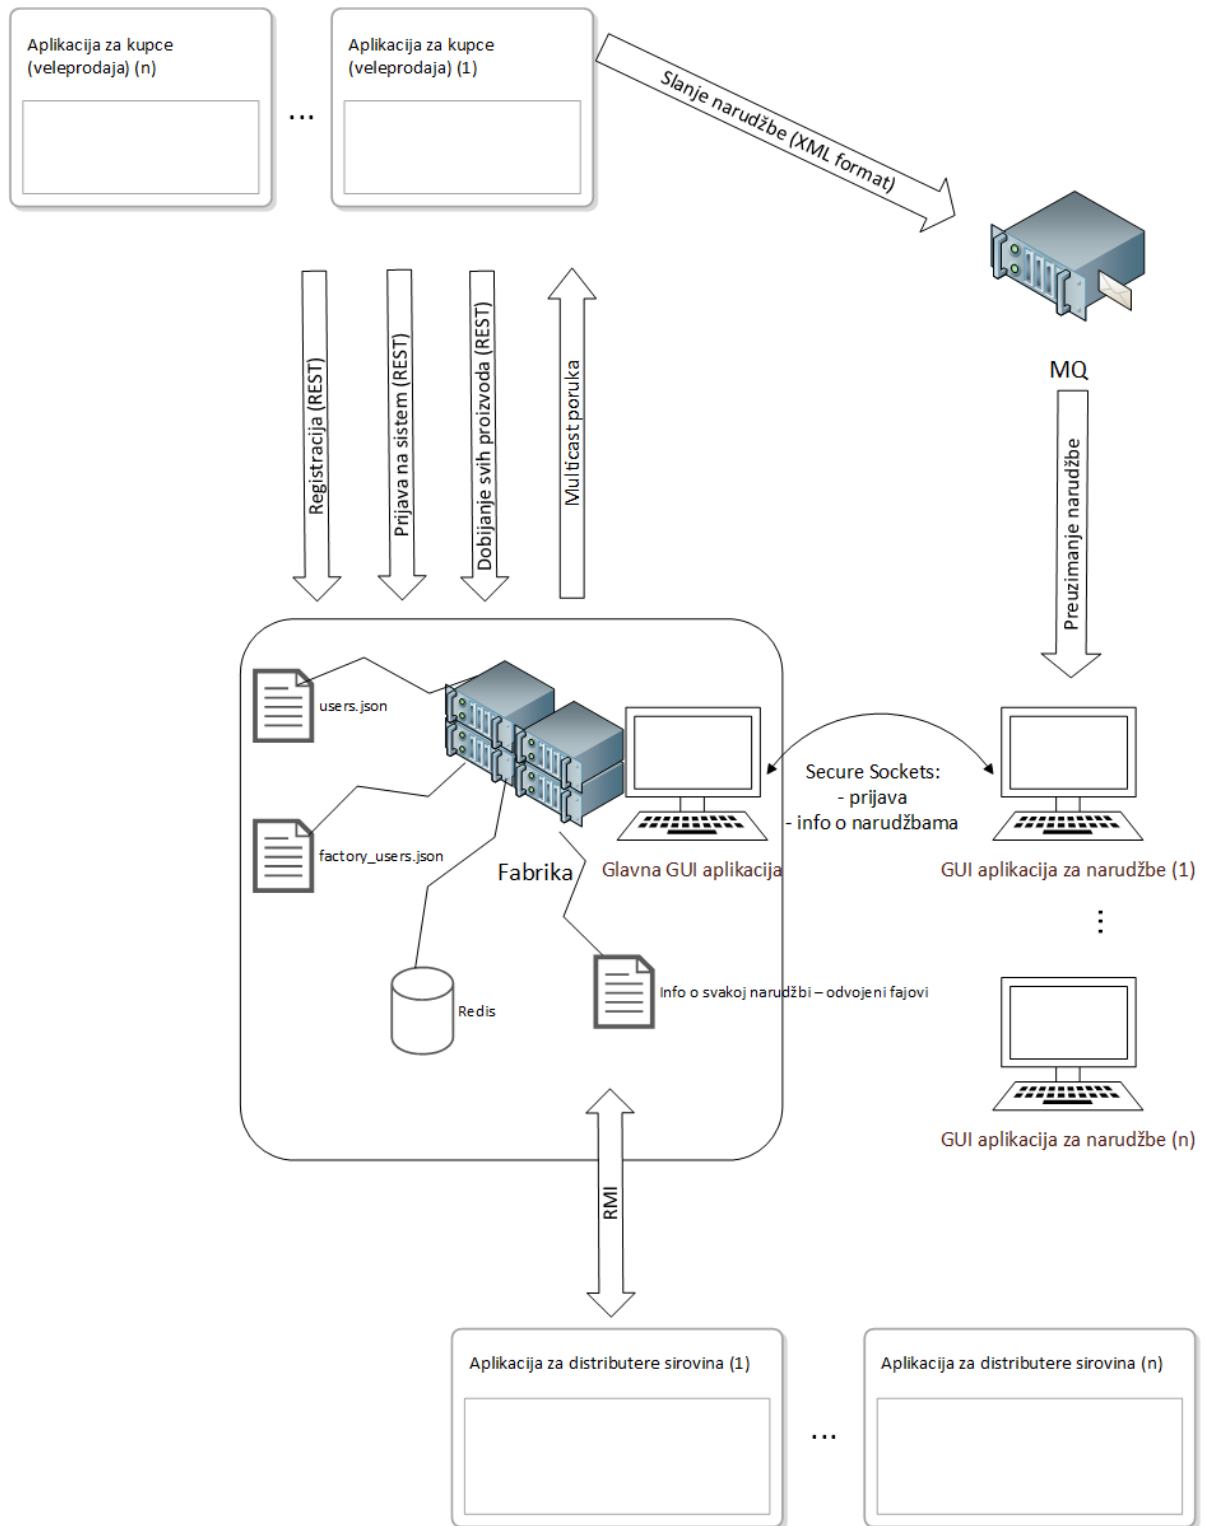 Aplikacija za kupce
(veleprodaja) (n)
...
Aplikacija za kupce
(veleprodaja) (1)
Slanje narudžbe (XML format)
MQ
Registracija (REST)
Prijava na sistem (REST)
Dobijanje svih proizvoda (REST)
Multicast poruka
Preuzimanje narudžbe
users.json
factory_users.json
Fabrika
Glavna GUI aplikacija
Secure Sockets:
- prijava
- info o narudžbama
GUI aplikacija za narudžbe (1)
...
Redis
Info o svakoj narudžbi – odvojeni fajovi
GUI aplikacija za narudžbe (n)
RMI
Aplikacija za distributere sirovina (1)
...
Aplikacija za distributere sirovina (n)